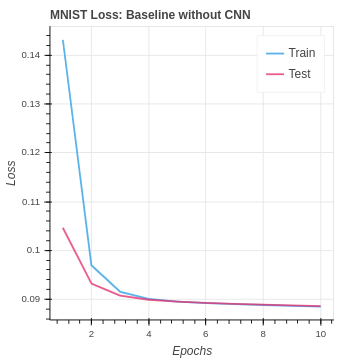 MNIST Loss: Baseline without CNN
Train
Test
0.14
0.13
0.12
0.11
0.1
0.09
Loss
2
4
6
8
10
Epochs